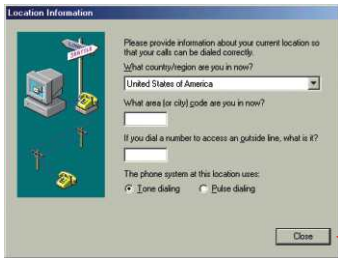 Location Information
SEATTLE
Please provide information about your current location so
that your calls can be dialed correctly.
What country/region are you in now?
United States of America
What area (or city) code are you in now?
If you dial a number to access an outside line, what is it?
The phone system at this location uses:
Tone dialing Pulse dialing
Close